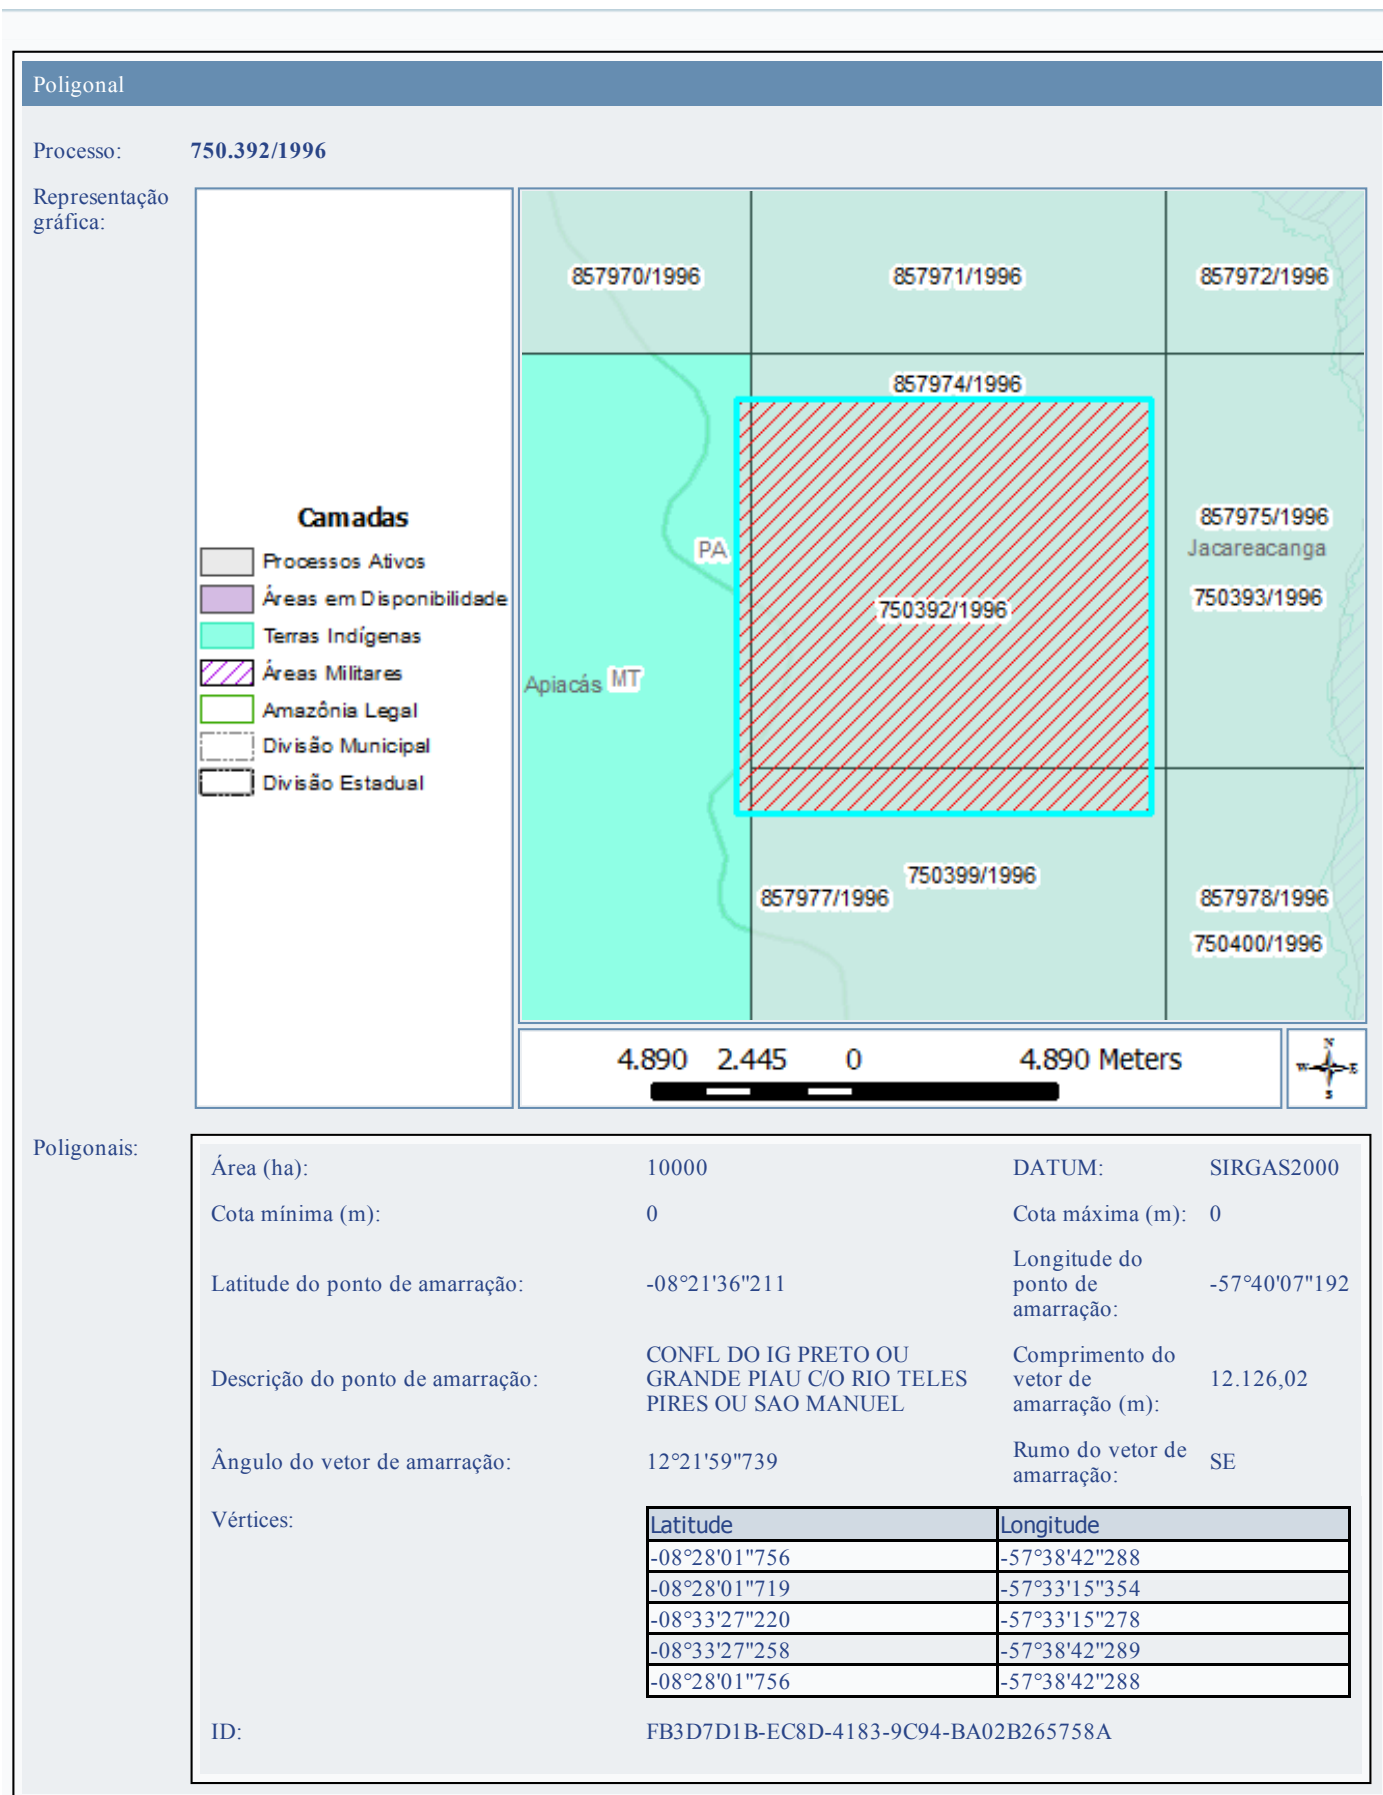 Poligonal
Processo: 750.392/1996
Representação
gráfica:
Camadas
Processos Ativos
Áreas em Disponibilidade
Terras Indígenas
Áreas Militares
Amazônia Legal
Divisão Municipal
Divisão Estadual
857970/1996 857971/1996 857972/1996
857974/1996
857975/1996
PA Jacareacanga
750393/1996
750392/1996
Apiacás MT
750399/1996
857977/1996 857978/1996
750400/1996
4.890 2.445 0 4.890 Meters
N
W E
S
Poligonais:
Área (ha): 10000 DATUM: SIRGAS2000
Cota mínima (m): 0 Cota máxima (m): 0
Latitude do ponto de amarração: -08°21'36"211
Longitude do
ponto de
amarração:
-57°40'07"192
Descrição do ponto de amarração:
CONFL DO IG PRETO OU
GRANDE PIAU C/O RIO TELES
PIRES OU SAO MANUEL
Comprimento do
vetor de
amarração (m):
12.126,02
Ângulo do vetor de amarração: 12°21'59"739
Rumo do vetor de
amarração:
SE
Vértices:
Latitude Longitude
-08°28'01"756 -57°38'42"288
-08°28'01"719 -57°33'15"354
-08°33'27"220 -57°33'15"278
-08°33'27"258 -57°38'42"289
-08°28'01"756 -57°38'42"288
ID: FB3D7D1B-EC8D-4183-9C94-BA02B265758A